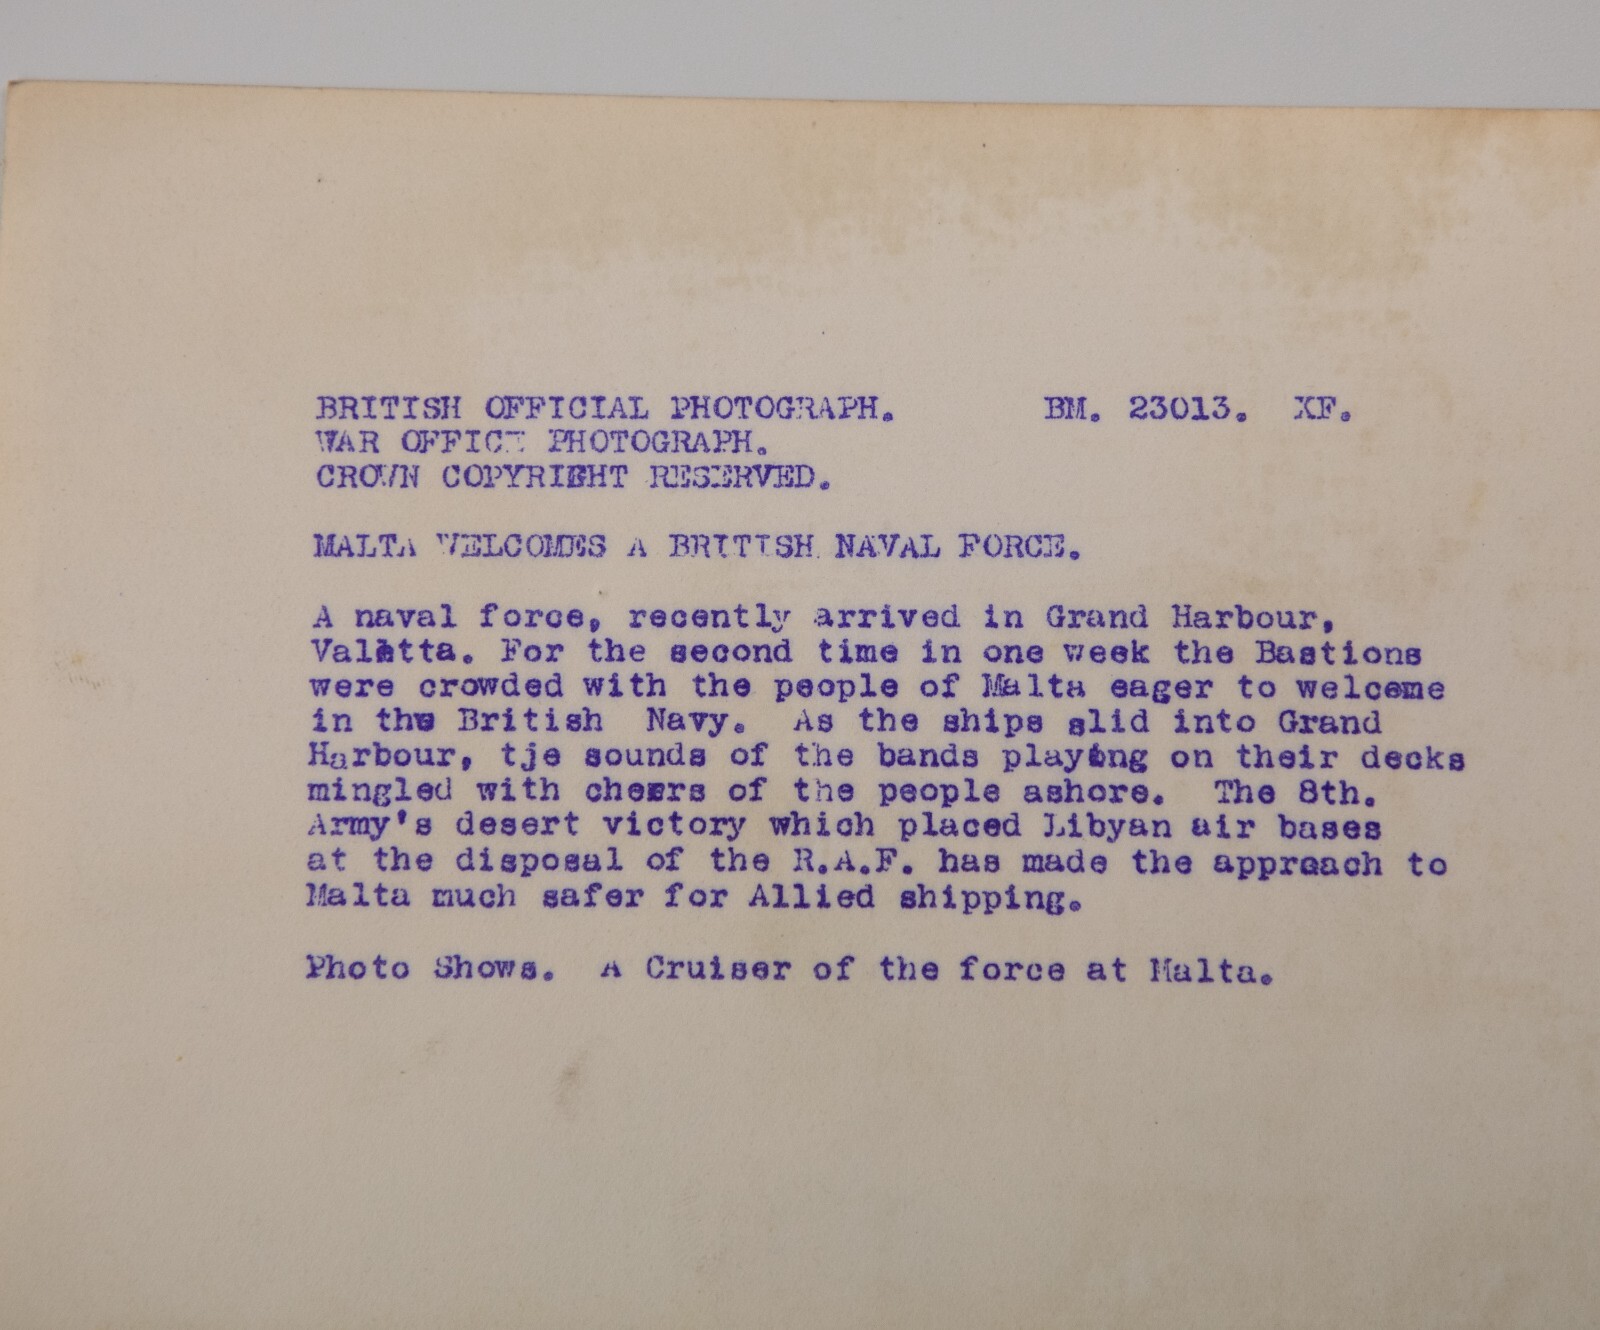 BRITISH OFFICIAL PHOTOGRAPH. BM. 23013. XF.
WAR OFFICE PHOTOGRAPH.
CROWN COPYRIGHT RESERVED.
MALTA WELCOMES A BRITISH NAVAL FORCE.
A naval force, recently arrived in Grand Harbour,
Valetta. For the second time in one week the Bastions
were crowded with the people of Malta eager to welcome
in the British Navy. As the ships slid into Grand
Harbour, tje sounds of the bands playing on their decks
mingled with cheers of the people ashore. The 8th.
Army's desert victory which placed Libyan air bases
at the disposal of the R.A.F. has made the approach to
Malta much safer for Allied shipping.
Photo Shows. A Cruiser of the force at Malta.